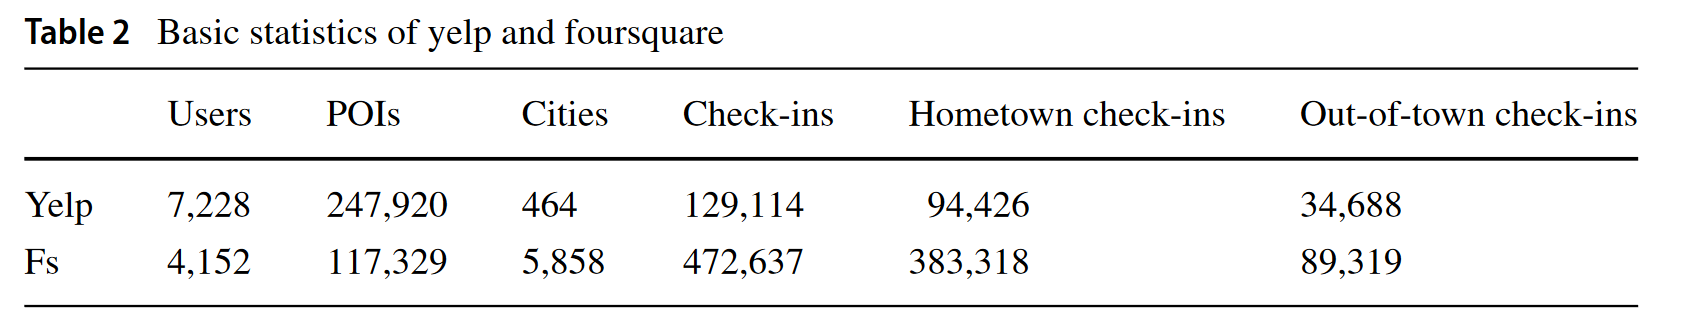 Table 2 Basic statistics of yelp and foursquare
Users POIs Cities Check-ins Hometown check-ins Out-of-town check-ins
Yelp 7,228 247,920 464 129,114 94,426 34,688
Fs 4,152 117,329 5,858 472,637 383,318 89,319